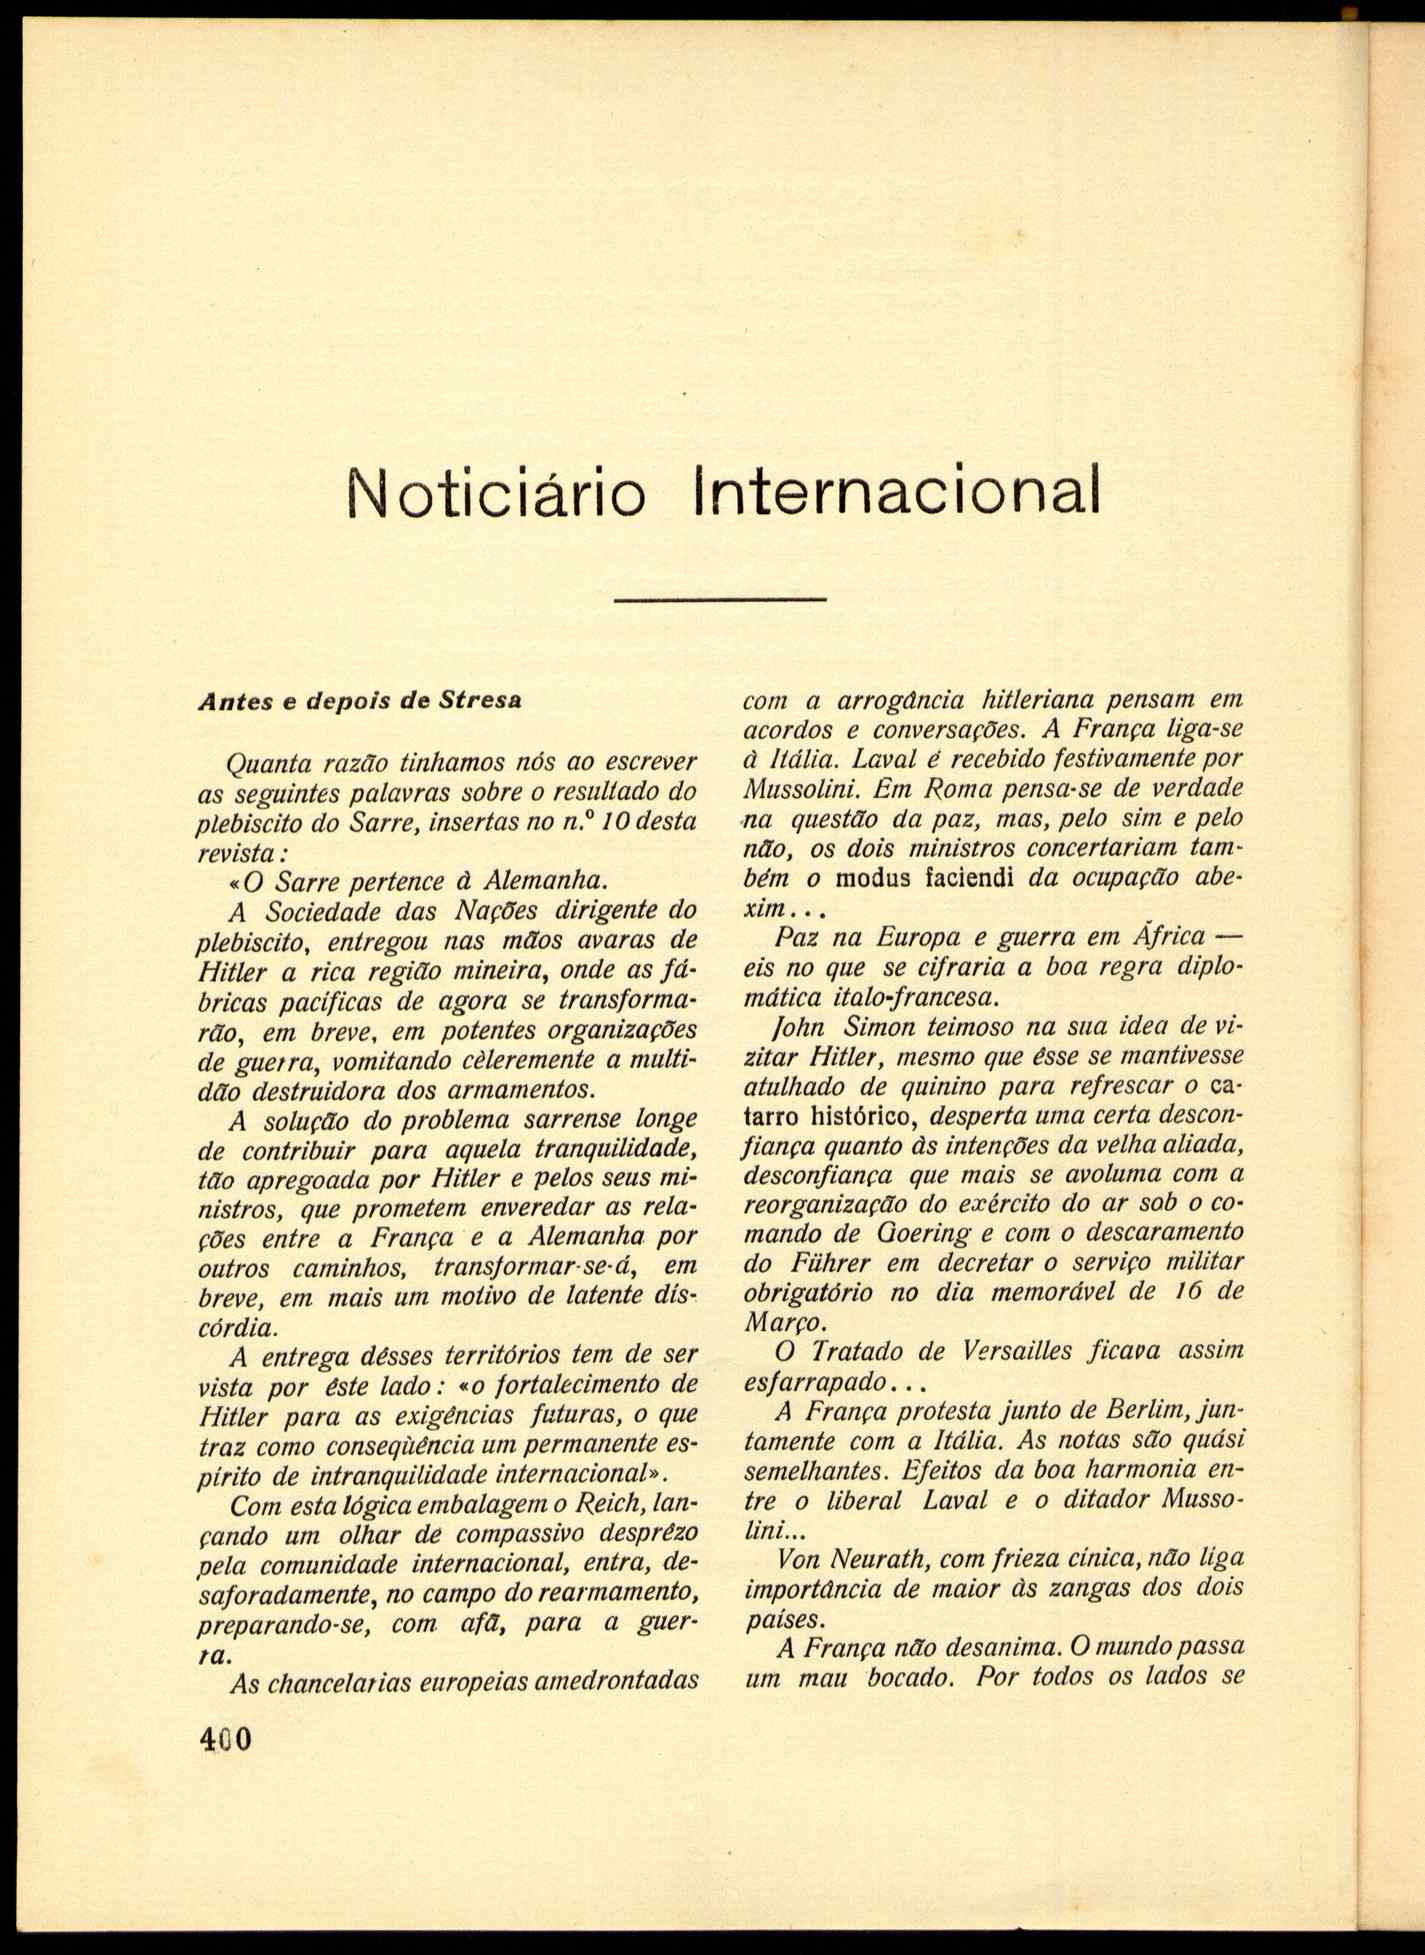 Noticiário Internacional
Antes e depois de Stresa
Quanta razão tinhamos nós ao escrever
as seguintes palavras sobre o resultado do
plebiscito do Sarre, insertas no n.º 10 desta
revista:
«O Sarre pertence à Alemanha.
A Sociedade das Nações dirigente do
plebiscito, entregou nas mãos avaras de
Hitler a rica região mineira, onde as fá-
bricas pacíficas de agora se transforma-
rão, em breve, em potentes organizações
de guerra, vomitando cèleremente a multi-
dão destruidora dos armamentos.
A solução do problema sarrense longe
de contribuir para aquela tranquilidade,
tão apregoada por Hitler e pelos seus mi-
nistros, que prometem enveredar as rela-
ções entre a França e a Alemanha por
outros caminhos, transformar-se-á, em
breve, em mais um motivo de latente dis-
córdia.
A entrega dêsses territórios tem de ser
vista por êste lado: «o fortalecimento de
Hitler para as exigências futuras, o que
traz como conseqùência um permanente es-
pírito de intranquilidade internacional».
Com esta lógica embalagem o Reich, lan-
çando um olhar de compassivo desprêzo
pela comunidade internacional, entra, de-
saforadamente, no campo do rearmamento,
preparando-se, com afã, para a guer-
ra.
As chancelarias europeias amedrontadas
com a arrogância hitleriana pensam em
acordos e conversações. A França liga-se
à Itália. Laval é recebido festivamente por
Mussolini. Em Roma pensa-se de verdade
na questão da paz, mas, pelo sim e pelo
não, os dois ministros concertariam tam-
bém o modus faciendi da ocupação abe-
xim...
Paz na Europa e guerra em África —
eis no que se cifraria a boa regra diplo-
mática italo-francesa.
John Simon teimoso na sua idea de vi-
zitar Hitler, mesmo que êsse se mantivesse
atulhado de quinino para refrescar o ca-
tarro histórico, desperta uma certa descon-
fiança quanto às intenções da velha aliada,
desconfiança que mais se avoluma com a
reorganização do exército do ar sob o co-
mando de Goering e com o descaramento
do Führer em decretar o serviço militar
obrigatório no dia memorável de 16 de
Março.
O Tratado de Versailles ficava assim
esfarrapado...
A França protesta junto de Berlim, jun-
tamente com a Itália. As notas são quási
semelhantes. Efeitos da boa harmonia en-
tre o liberal Laval e o ditador Musso-
lini...
Von Neurath, com frieza cínica, não liga
importância de maior às zangas dos dois
países.
A França não desanima. O mundo passa
um mau bocado. Por todos os lados se
400